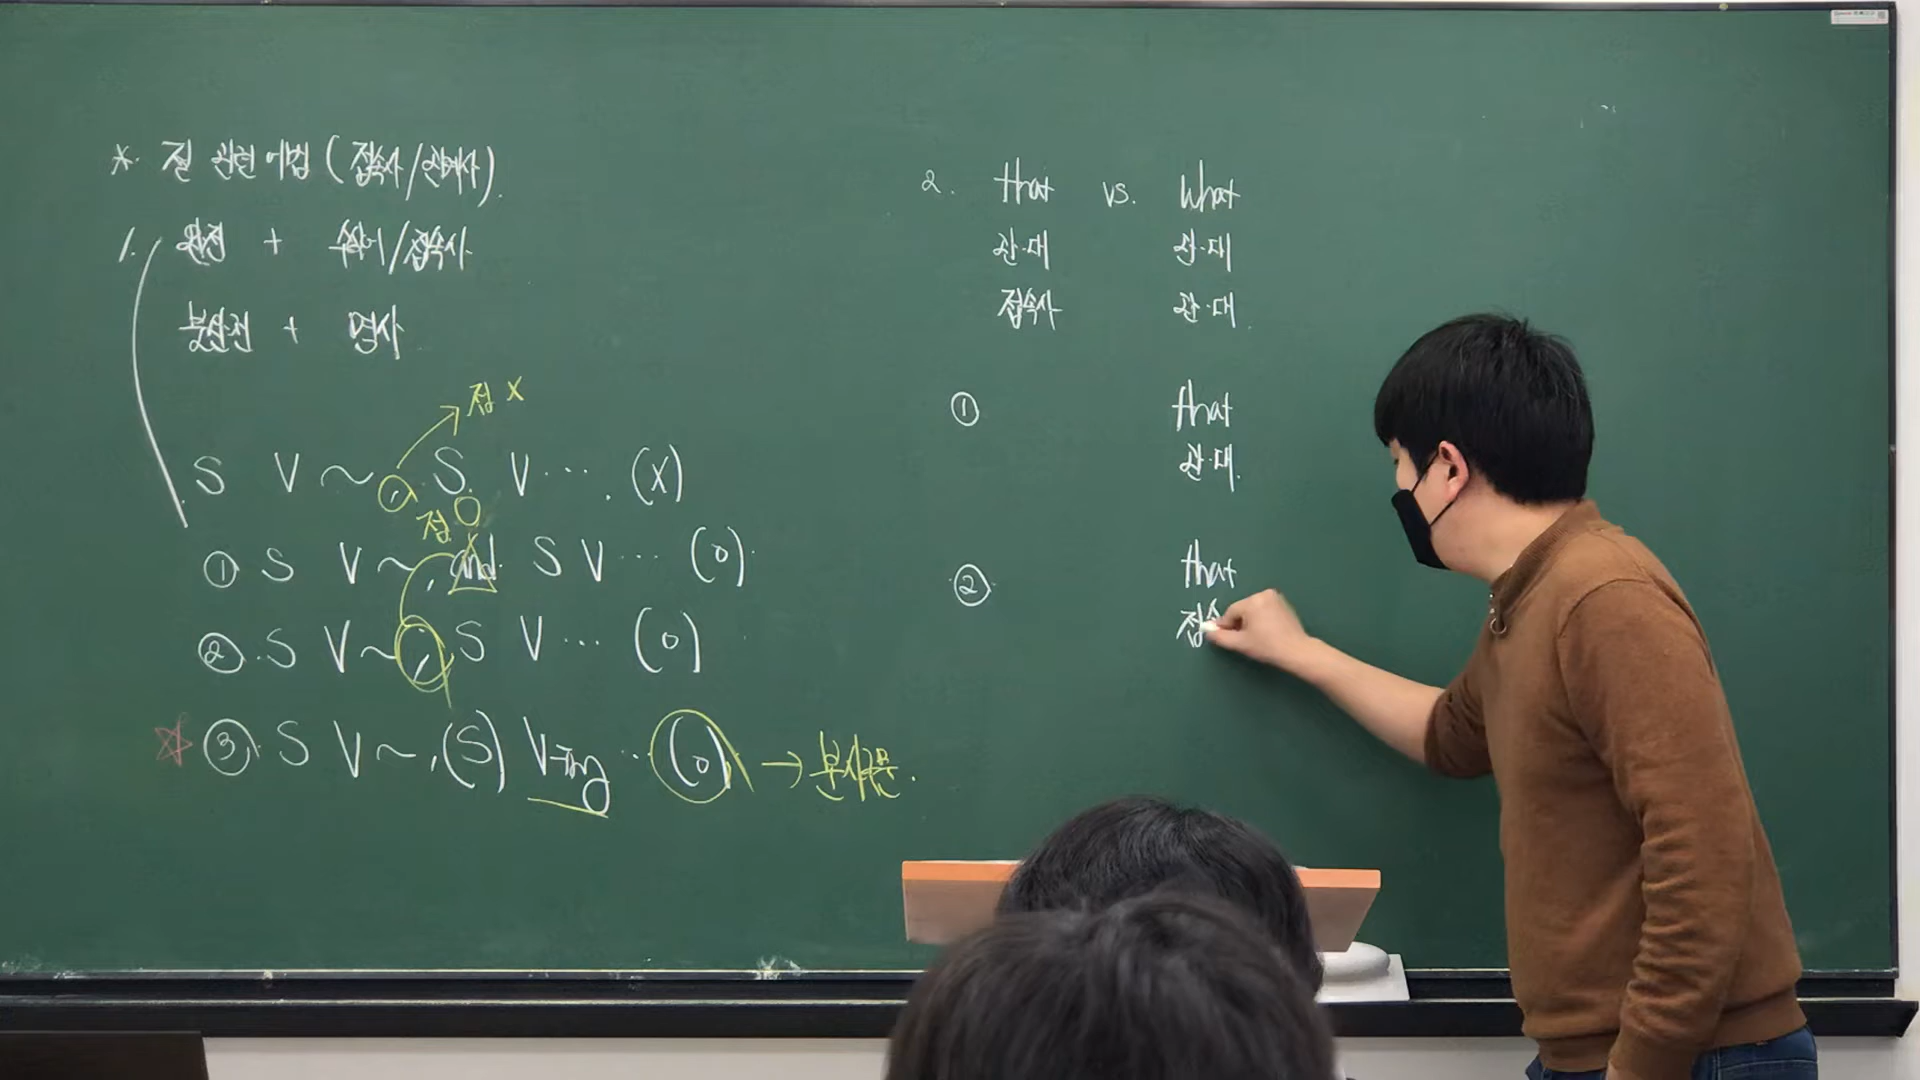 * 절 관련 어법 (접속사/관계사).
1. 완전 + 수식어/접속사
불완전 + 명사
→ 접 X
S V ~ , S V … . (X)
접 O
① S V ~ , and S V … (O).
② S V ~ ; S V … (O)
☆ ③ S V ~ , (S) V-ing … (O) → 분사구문.
2. that vs. what
관·대 관·대
접속사 관·대.
① that
관·대.
② that
접속